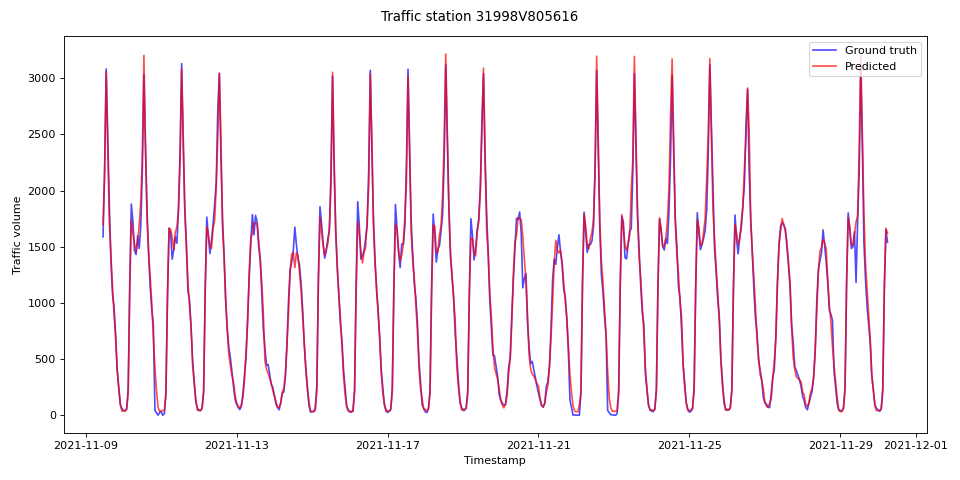 Traffic station 31998V805616
Ground truth
Predicted
Traffic volume
3000
2500
2000
1500
1000
500
0
2021-11-09
2021-11-13
2021-11-17
2021-11-21
2021-11-25
2021-11-29
2021-12-01
Timestamp